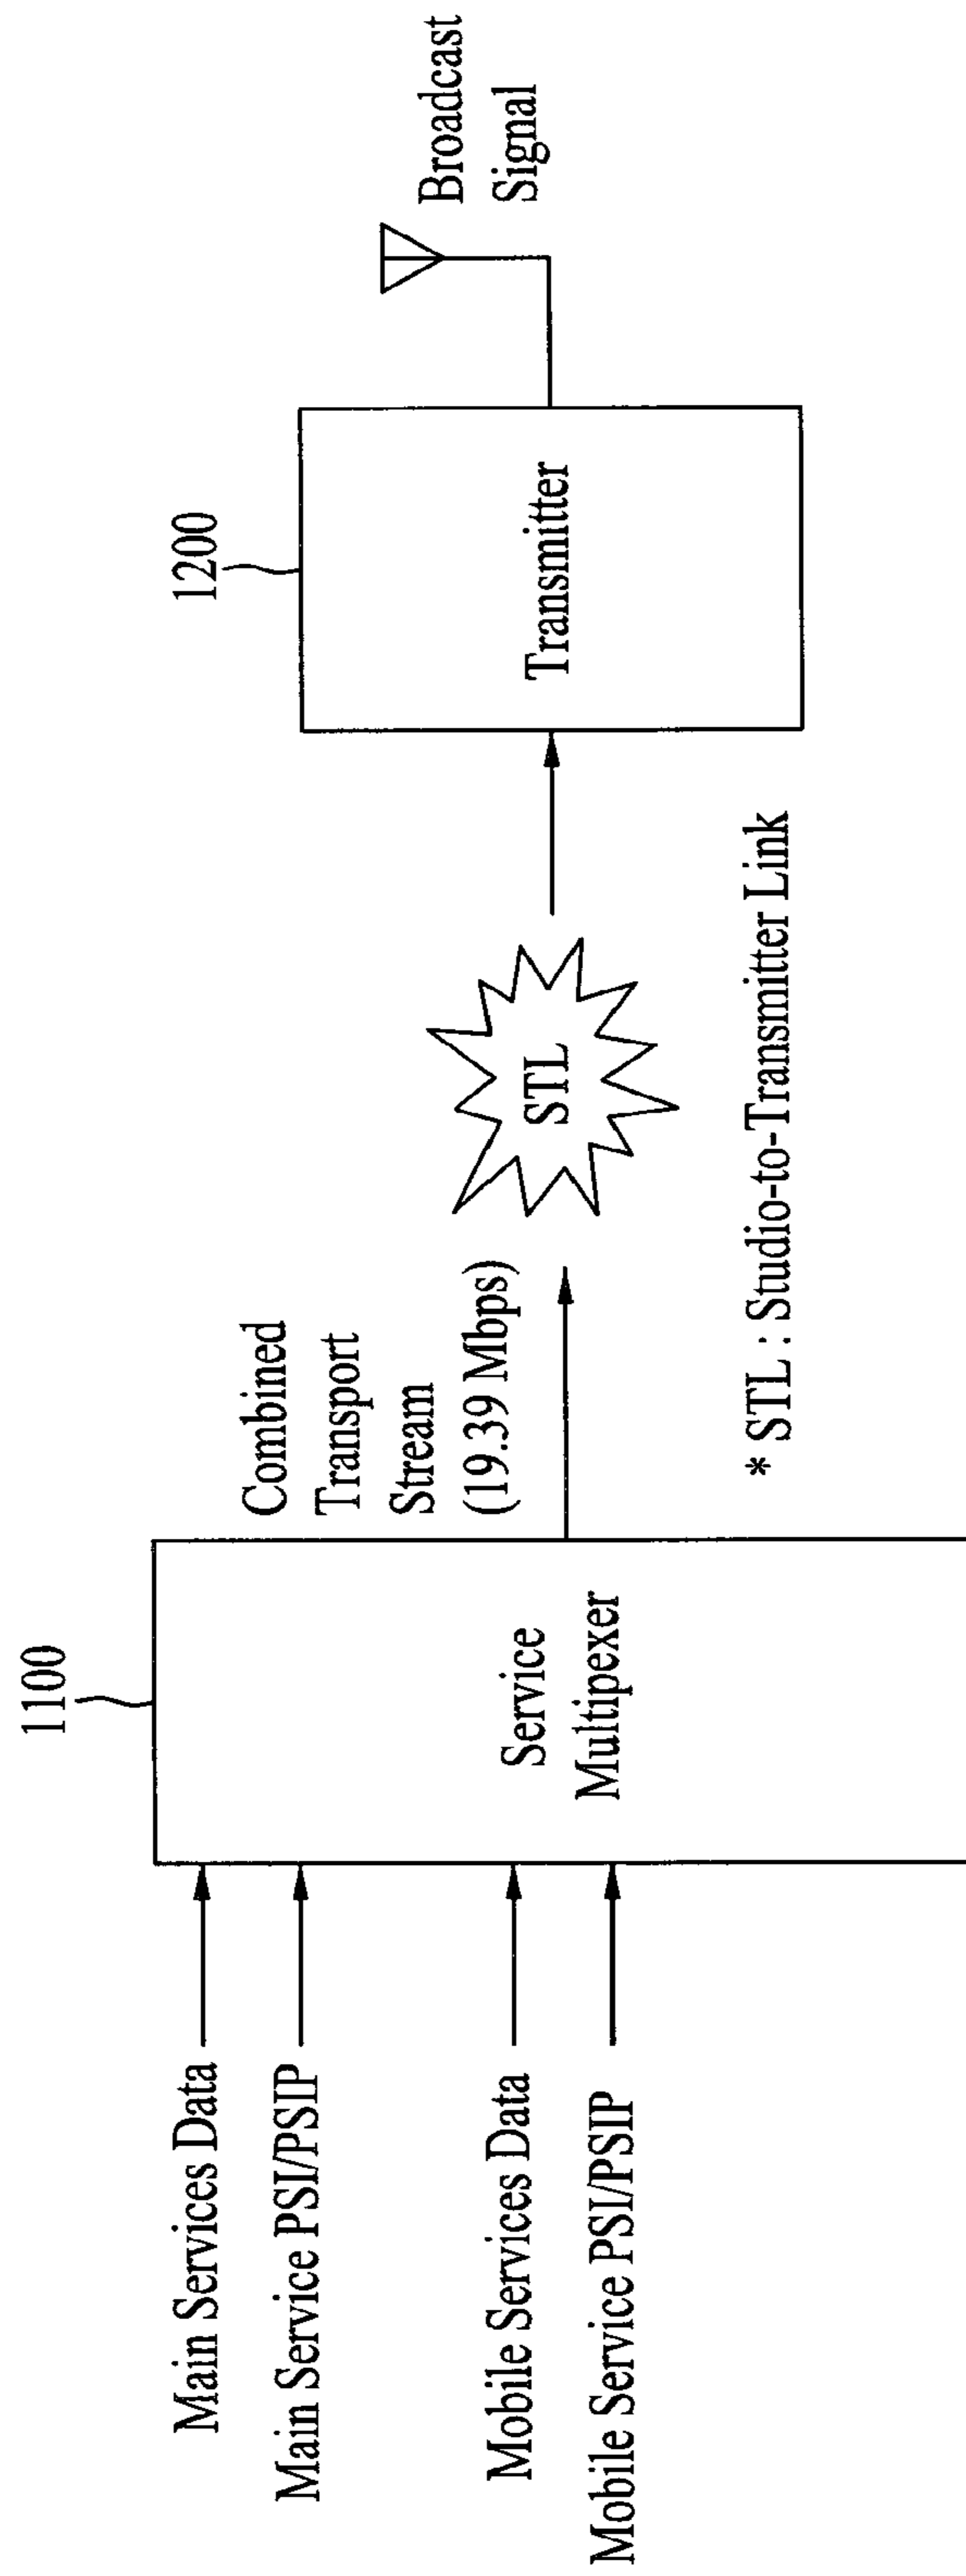 Main Services Data
Main Service PSI/PSIP
Mobile Services Data
Mobile Service PSI/PSIP
1100
Service
Multipexer
Combined
Transport
Stream
(19.39 Mbps)
STL
* STL : Studio-to-Transmitter Link
1200
Transmitter
Broadcast
Signal